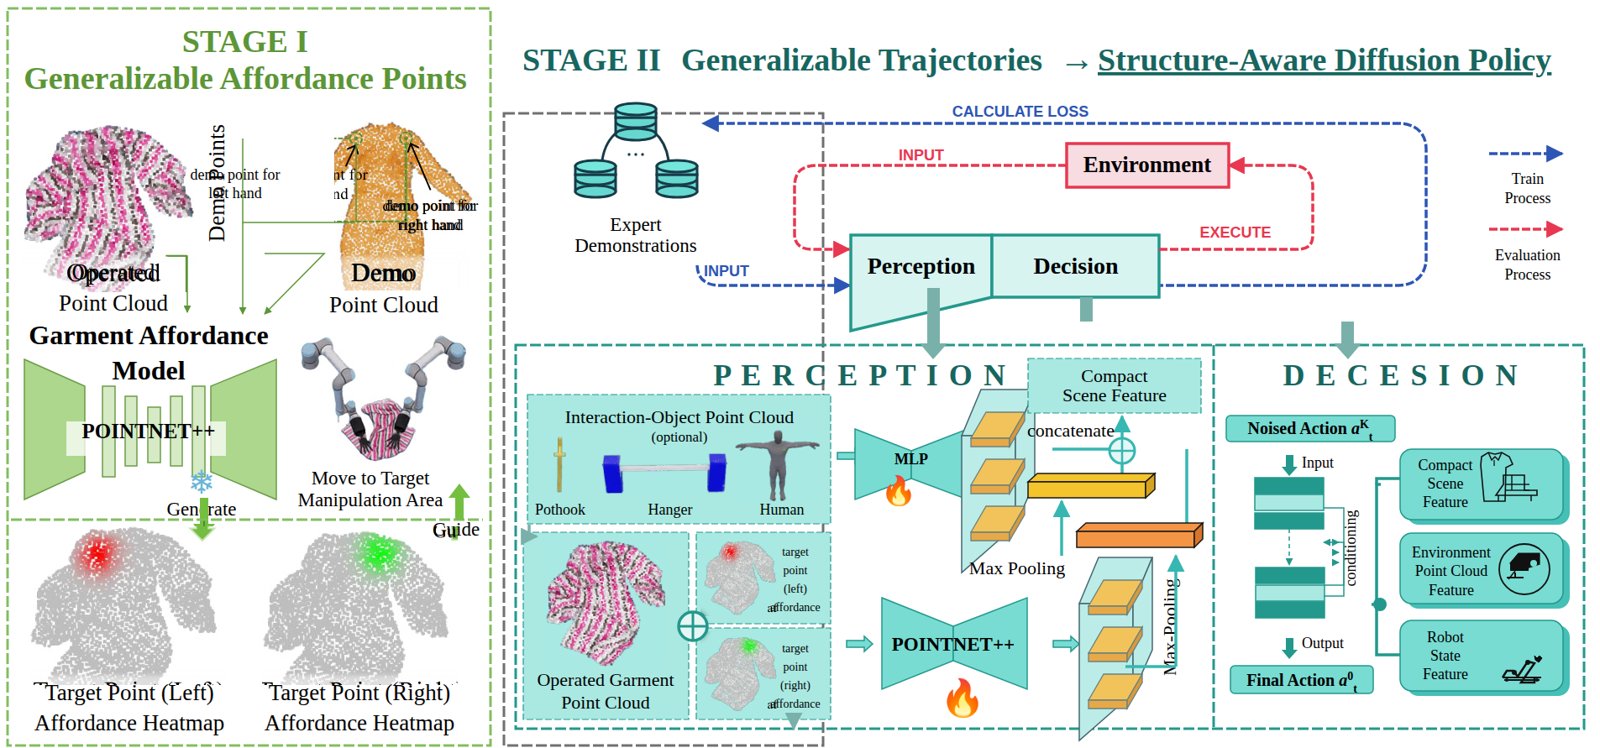 STAGE I
Generalizable Affordance Points
Demo points
demo point for
left hand
nt for
nd
demo point for
right hand
Operated
Point Cloud
Demo
Point Cloud
Garment Affordance
Model
POINTNET++
Generate
Move to Target
Manipulation Area
Guide
Target Point (Left)
Affordance Heatmap
Target Point (Right)
Affordance Heatmap
STAGE II Generalizable Trajectories → Structure-Aware Diffusion Policy
CALCULATE LOSS
INPUT
Environment
Expert
Demonstrations
INPUT
Perception
Decision
EXECUTE
Train
Process
Evaluation
Process
PERCEPTION
Interaction-Object Point Cloud
(optional)
Pothook
Hanger
Human
Operated Garment
Point Cloud
target
point
(left)
affordance
target
point
(right)
affordance
MLP
POINTNET++
Compact
Scene Feature
concatenate
Max Pooling
Max-Pooling
DECESION
Noised Action a^K_t
Input
conditioning
Output
Final Action a^0_t
Compact
Scene
Feature
Environment
Point Cloud
Feature
Robot
State
Feature